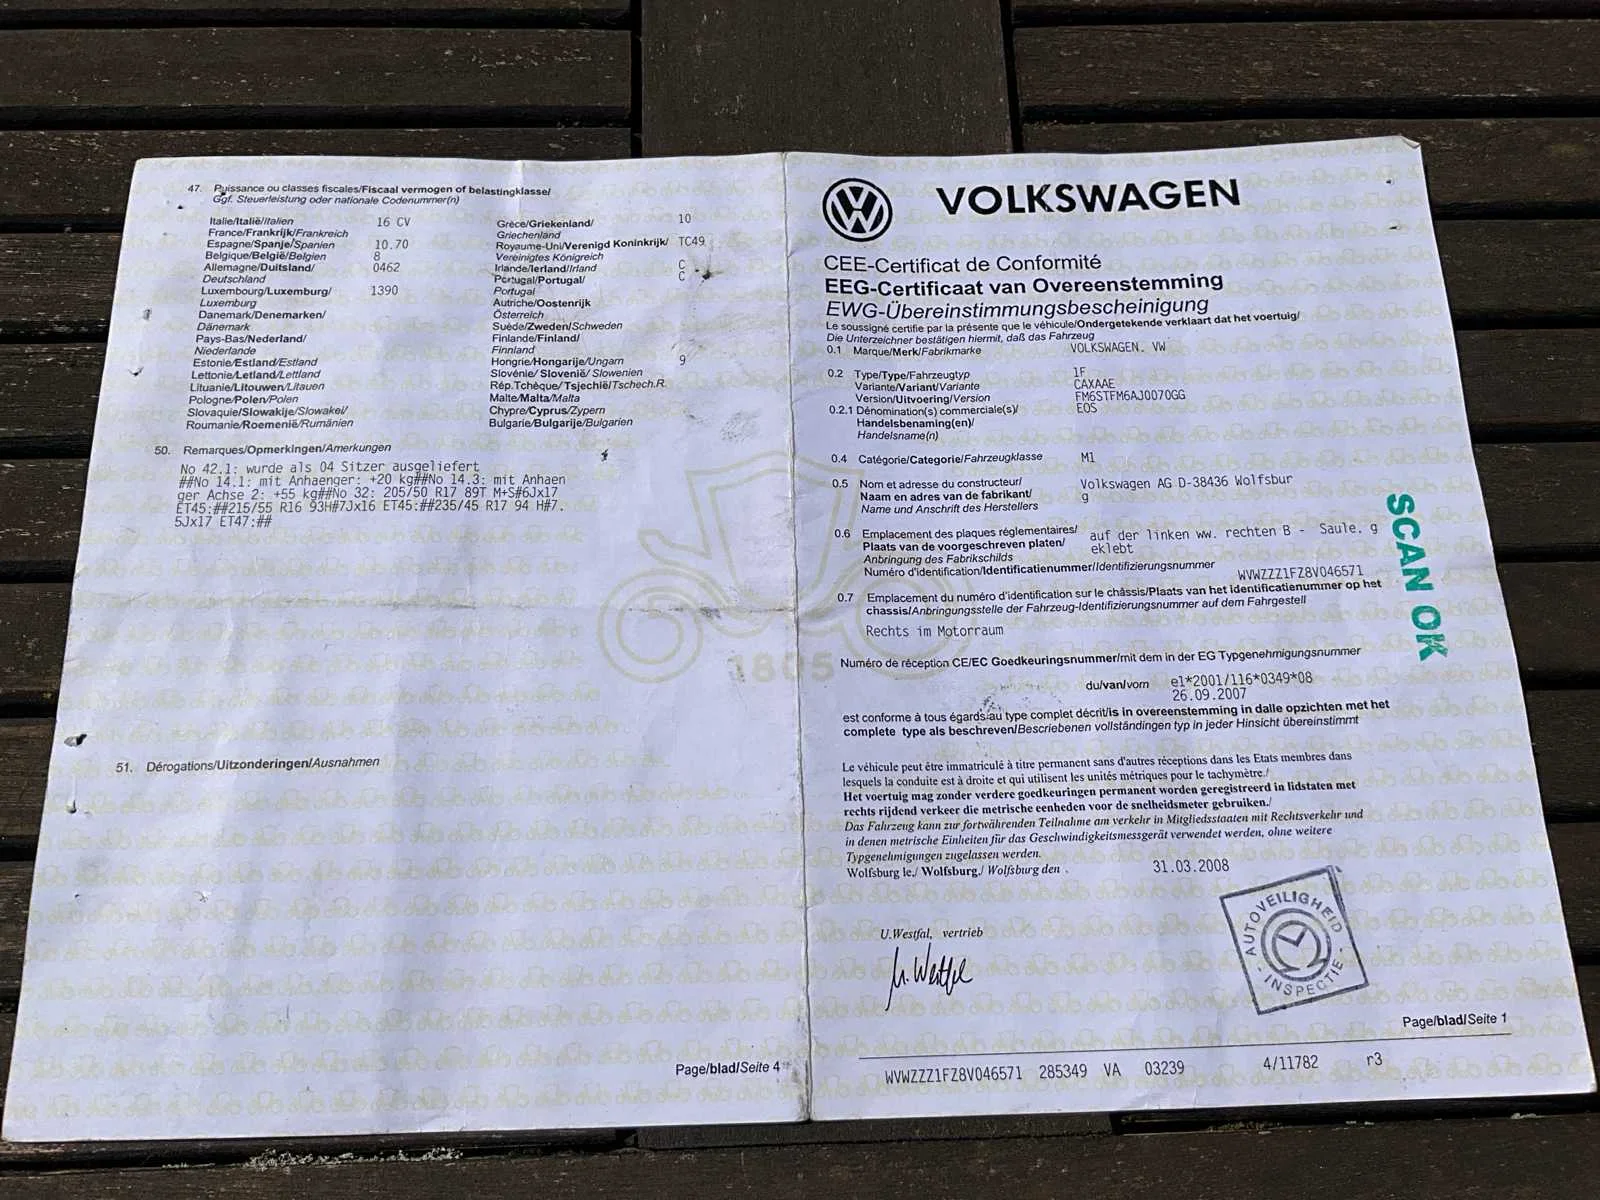 47. Puissance ou classes fiscales/Fiscaal vermogen of belastingklasse/
Ggf. Steuerleistung oder nationale Codenummer(n)
Italie/Italië/Italien 16 CV
France/Frankrijk/Frankreich
Espagne/Spanje/Spanien 10.70
Belgique/België/Belgien 8
Allemagne/Duitsland/ 0462
Deutschland
Luxembourg/Luxemburg/ 1390
Luxemburg
Danemark/Denemarken/
Dänemark
Pays-Bas/Nederland/
Niederlande
Estonie/Estland/Estland
Lettonie/Letland/Lettland
Lituanie/Litouwen/Litauen
Pologne/Polen/Polen
Slovaquie/Slowakije/Slowakei/
Roumanie/Roemenië/Rumänien
Grèce/Griekenland/ 10
Griechenland
Royaume-Uni/Verenigd Koninkrijk/ TC49
Vereinigtes Königreich
Irlande/Ierland/Irland C
Portugal/Portugal/ C
Portugal
Autriche/Oostenrijk
Österreich
Suède/Zweden/Schweden
Finlande/Finland/
Finnland
Hongrie/Hongarije/Ungarn 9
Slovénie/ Slovenië/ Slowenien
Rép.Tchèque/ Tsjechië/Tschech.R.
Malte/Malta/Malta
Chypre/Cyprus/Zypern
Bulgarie/Bulgarije/Bulgarien
50. Remarques/Opmerkingen/Amerkungen
No 42.1: wurde als 04 Sitzer ausgeliefert
##No 14.1: mit Anhaenger: +20 kg##No 14.3: mit Anhaen
ger Achse 2: +55 kg##No 32: 205/50 R17 89T M+S#6Jx17
ET45:##215/55 R16 93H#7Jx16 ET45:##235/45 R17 94 H#7.
5Jx17 ET47:##
1805
51. Dérogations/Uitzonderingen/Ausnahmen
Page/blad/Seite 4
VOLKSWAGEN
CEE-Certificat de Conformité
EEG-Certificaat van Overeenstemming
EWG-Übereinstimmungsbescheinigung
Le soussigné certifie par la présente que le véhicule/Ondergetekende verklaart dat het voertuig/
Die Unterzeichner bestätigen hiermit, daß das Fahrzeug
0.1 Marque/Merk/Fabrikmarke VOLKSWAGEN. VW
0.2 Type/Type/Fahrzeugtyp 1F
Variante/Variant/Variante CAXAAE
Version/Uitvoering/Version FM6STFM6AJ0070GG
0.2.1 Dénomination(s) commerciale(s)/ EOS
Handelsbenaming(en)/
Handelsname(n)
0.4 Catégorie/Categorie/Fahrzeugklasse M1
0.5 Nom et adresse du constructeur/ Volkswagen AG D-38436 Wolfsbur
Naam en adres van de fabrikant/ g
Name und Anschrift des Herstellers
0.6 Emplacement des plaques réglementaires/ auf der linken ww. rechten B - Saule. g
Plaats van de voorgeschreven platen/ eklebt
Anbringung des Fabrikschilds
Numéro d'identification/Identificatienummer/Identifizierungsnummer WVWZZZ1FZ8V046571
0.7 Emplacement du numéro d'identification sur le châssis/Plaats van het identificatienummer op het
chassis/Anbringungsstelle der Fahrzeug-Identifizierungsnummer auf dem Fahrgestell
Rechts im Motorraum
Numéro de réception CE/EC Goedkeuringsnummer/mit dem in der EG Typgenehmigungsnummer
du/van/vom e1*2001/116*0349*08
26.09.2007
est conforme à tous égards au type complet décrit/is in overeenstemming in dalle opzichten met het
complete type als beschreven/Bescriebenen vollständingen typ in jeder Hinsicht übereinstimmt
Le véhicule peut être immatriculé à titre permanent sans d'autres réceptions dans les Etats membres dans
lesquels la conduite est à droite et qui utilisent les unités métriques pour le tachymètre./
Het voertuig mag zonder verdere goedkeuringen permanent worden geregistreerd in lidstaten met
rechts rijdend verkeer die metrische eenheden voor de snelheidsmeter gebruiken./
Das Fahrzeug kann zur fortwährenden Teilnahme am verkehr in Mitgliedsstaaten mit Rechtsverkehr und
in denen metrische Einheiten für das Geschwindigkeitsmessgerät verwendet werden, ohne weitere
Typgenehmigungen zugelassen werden.
Wolfsburg le./ Wolfsburg./ Wolfsburg den . 31.03.2008
U.Westfal, vertrieb
U. Westfal
AUTOVEILIGHEID
- INSPECTIE -
SCAN OK
Page/blad/Seite 1
WVWZZZ1FZ8V046571 285349 VA 03239 4/11782 r3